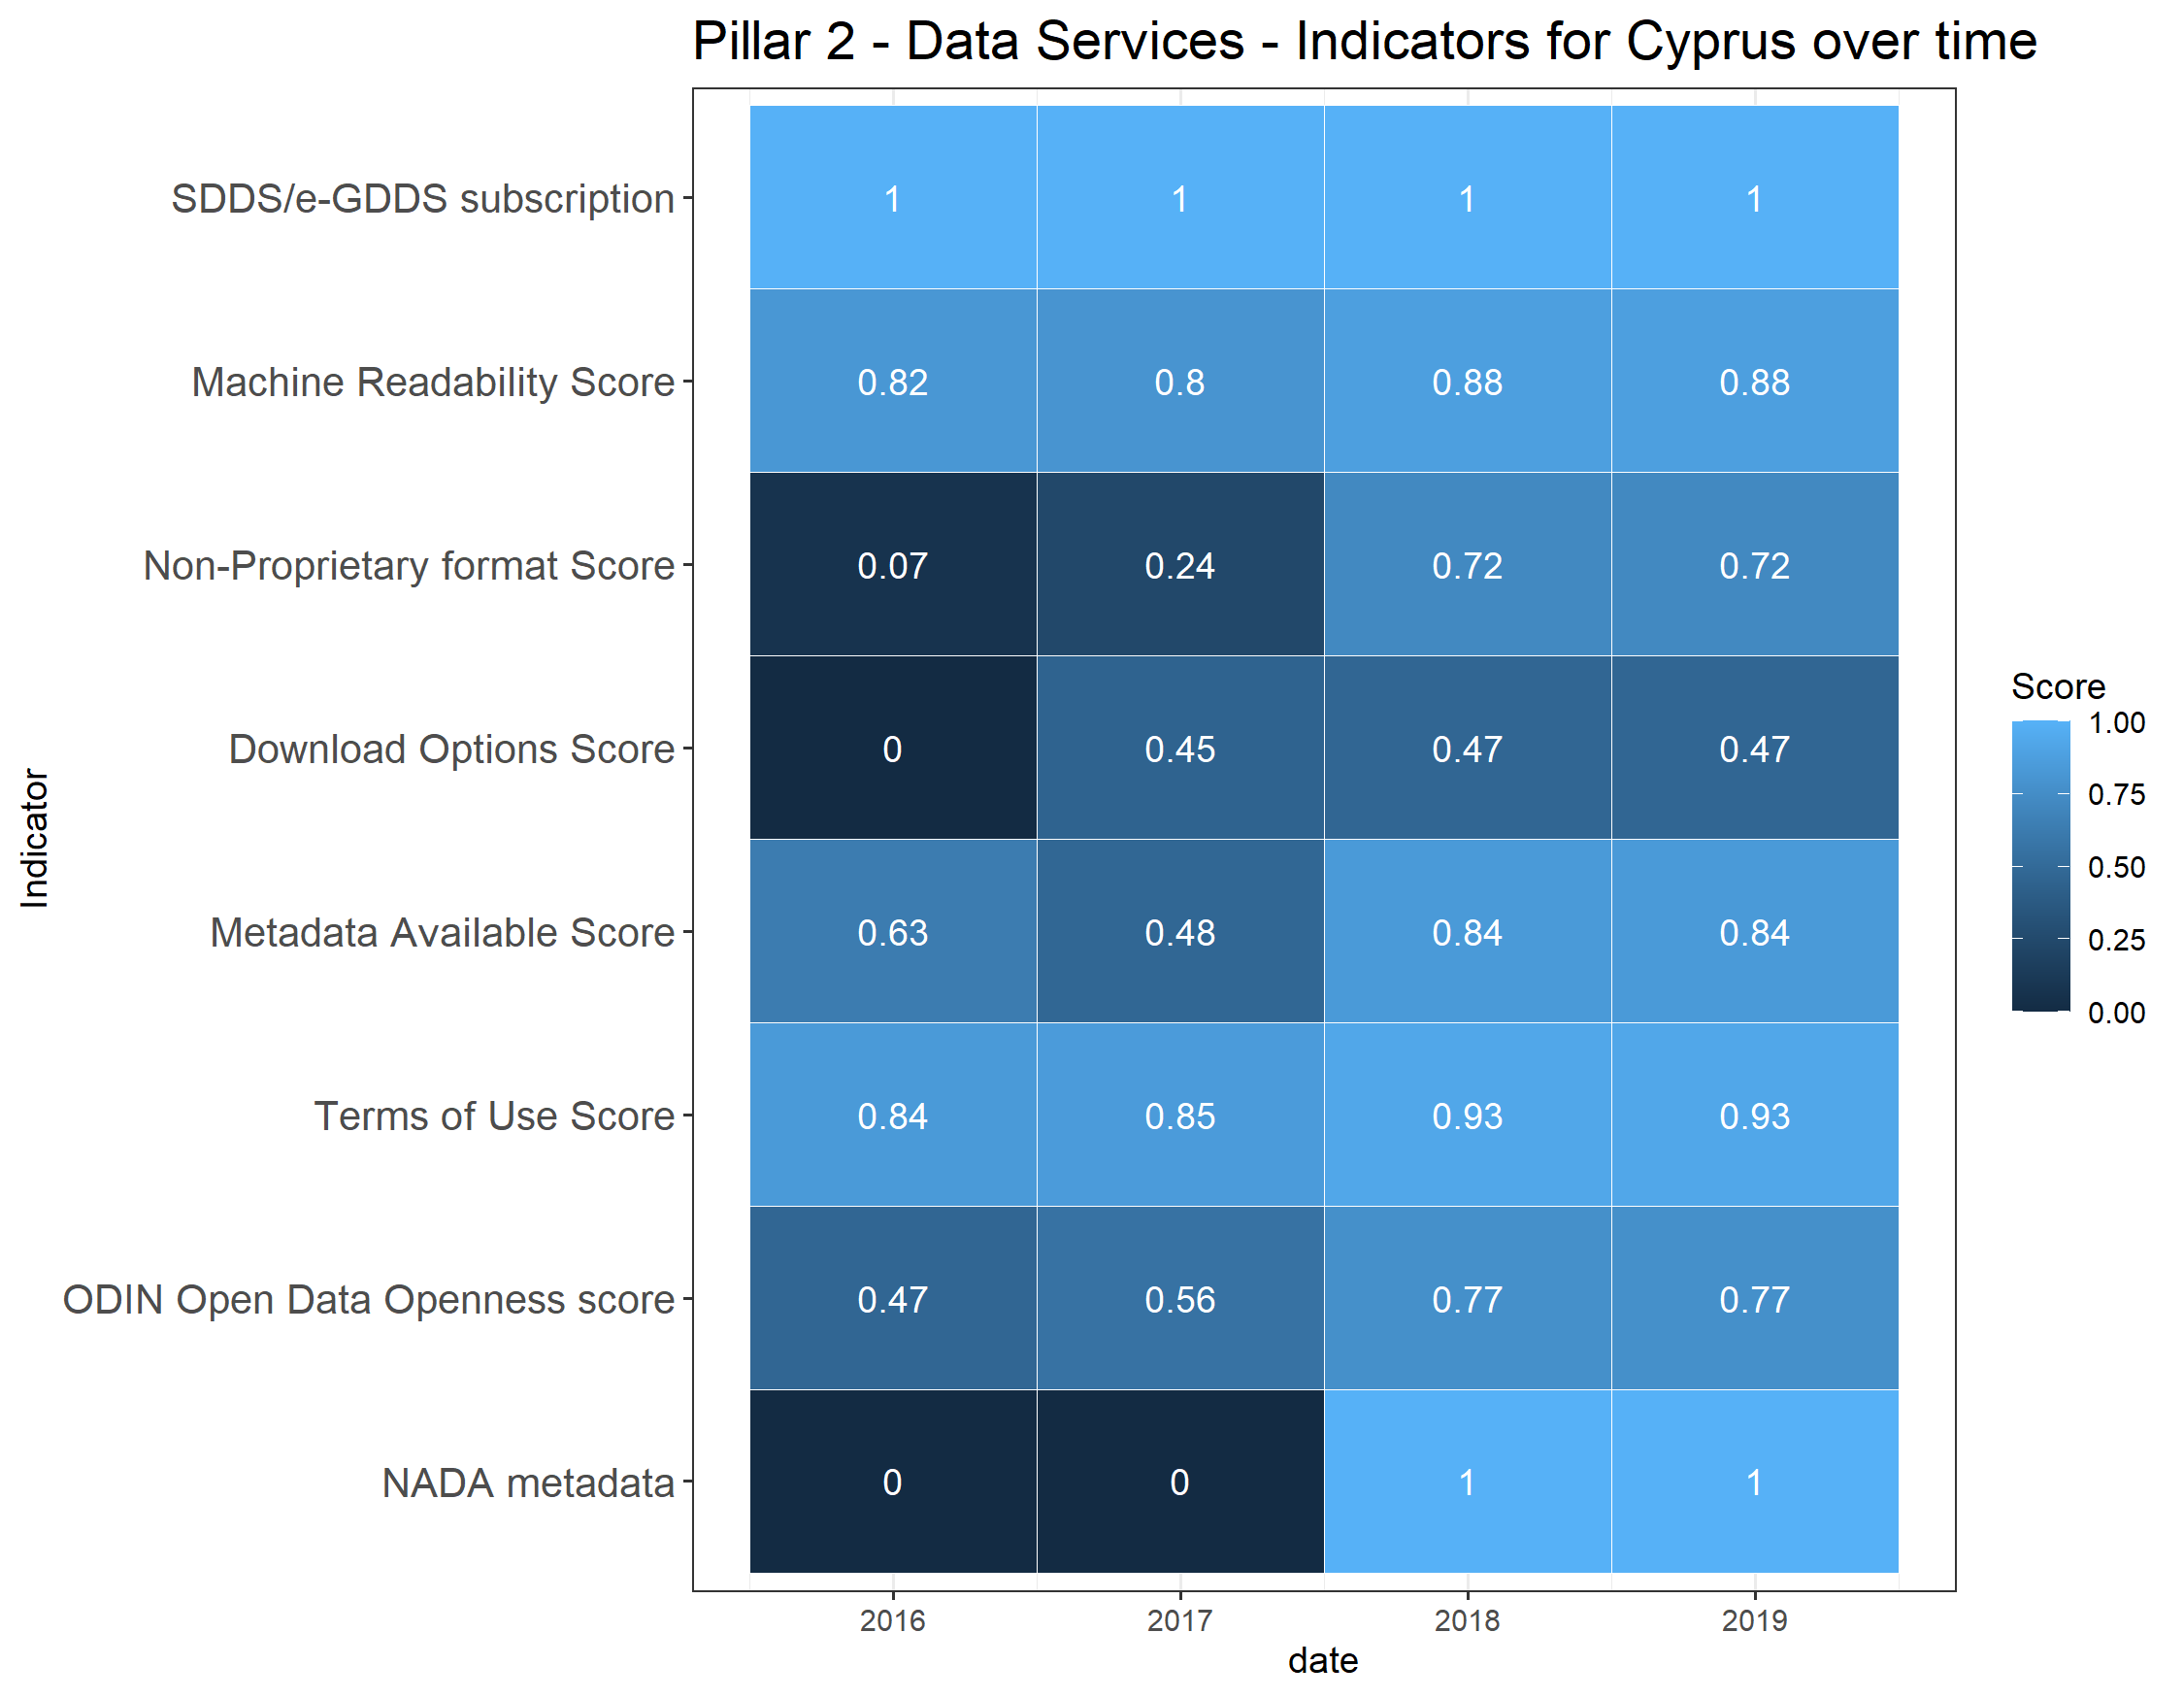 Pillar 2 - Data Services - Indicators for Cyprus over time
Indicator
SDDS/e-GDDS subscription 1 1 1 1
Machine Readability Score 0.82 0.8 0.88 0.88
Non-Proprietary format Score 0.07 0.24 0.72 0.72
Download Options Score 0 0.45 0.47 0.47
Metadata Available Score 0.63 0.48 0.84 0.84
Terms of Use Score 0.84 0.85 0.93 0.93
ODIN Open Data Openness score 0.47 0.56 0.77 0.77
NADA metadata 0 0 1 1
2016 2017 2018 2019
date
Score
1.00
0.75
0.50
0.25
0.00